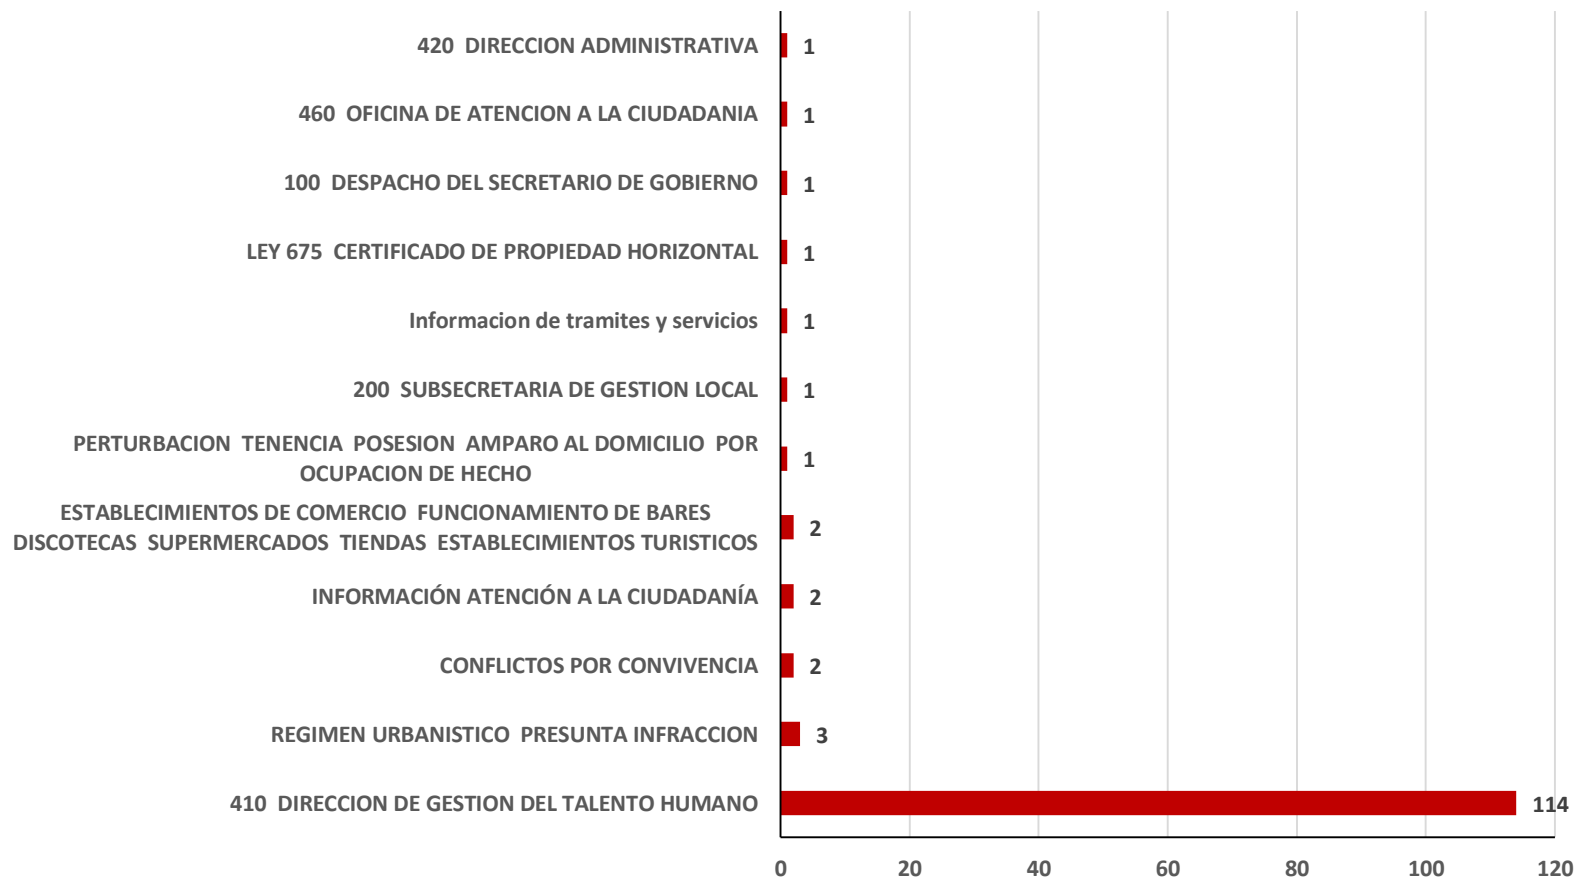 420 DIRECCION ADMINISTRATIVA
1
460 OFICINA DE ATENCION A LA CIUDADANIA
1
100 DESPACHO DEL SECRETARIO DE GOBIERNO
1
LEY 675 CERTIFICADO DE PROPIEDAD HORIZONTAL
1
Informacion de tramites y servicios
1
200 SUBSECRETARIA DE GESTION LOCAL
1
PERTURBACION TENENCIA POSESION AMPARO AL DOMICILIO POR
OCUPACION DE HECHO
1
ESTABLECIMIENTOS DE COMERCIO FUNCIONAMIENTO DE BARES
DISCOTECAS SUPERMERCADOS TIENDAS ESTABLECIMIENTOS TURISTICOS
2
INFORMACIÓN ATENCIÓN A LA CIUDADANÍA
2
CONFLICTOS POR CONVIVENCIA
2
REGIMEN URBANISTICO PRESUNTA INFRACCION
3
410 DIRECCION DE GESTION DEL TALENTO HUMANO
114
0 20 40 60 80 100 120